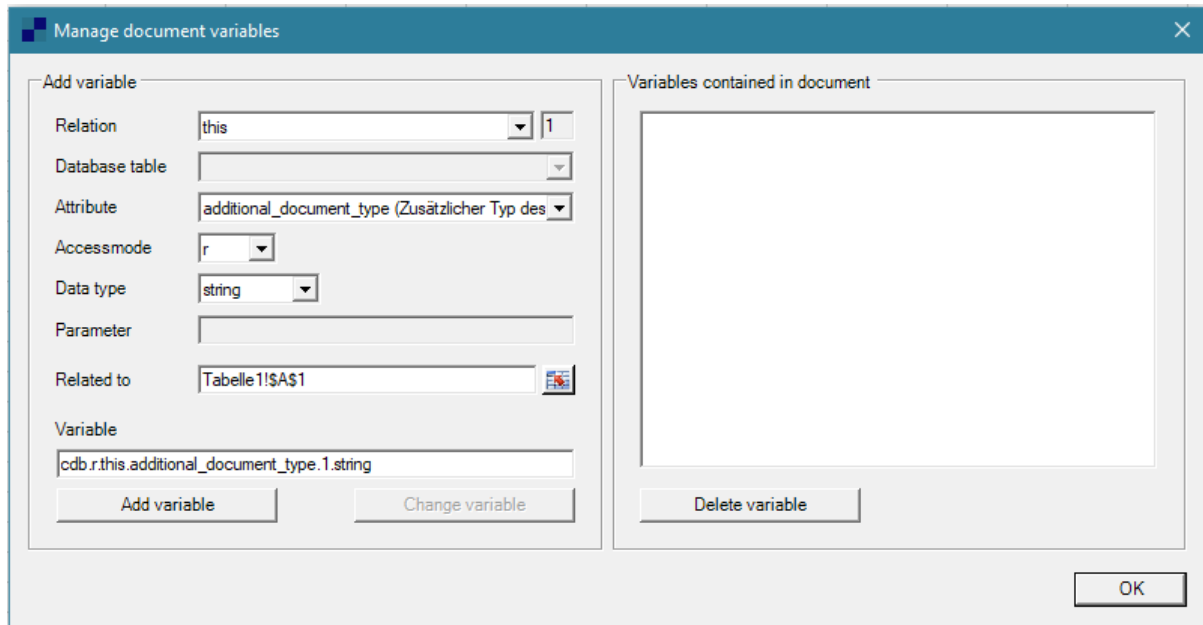 Manage document variables
Add variable
Relation this 1
Database table
Attribute additional_document_type (Zusätzlicher Typ des
Accessmode r
Data type string
Parameter
Related to Tabelle1!$A$1
Variable
cdb.r.this.additional_document_type.1.string
Add variable Change variable
Variables contained in document
Delete variable
OK